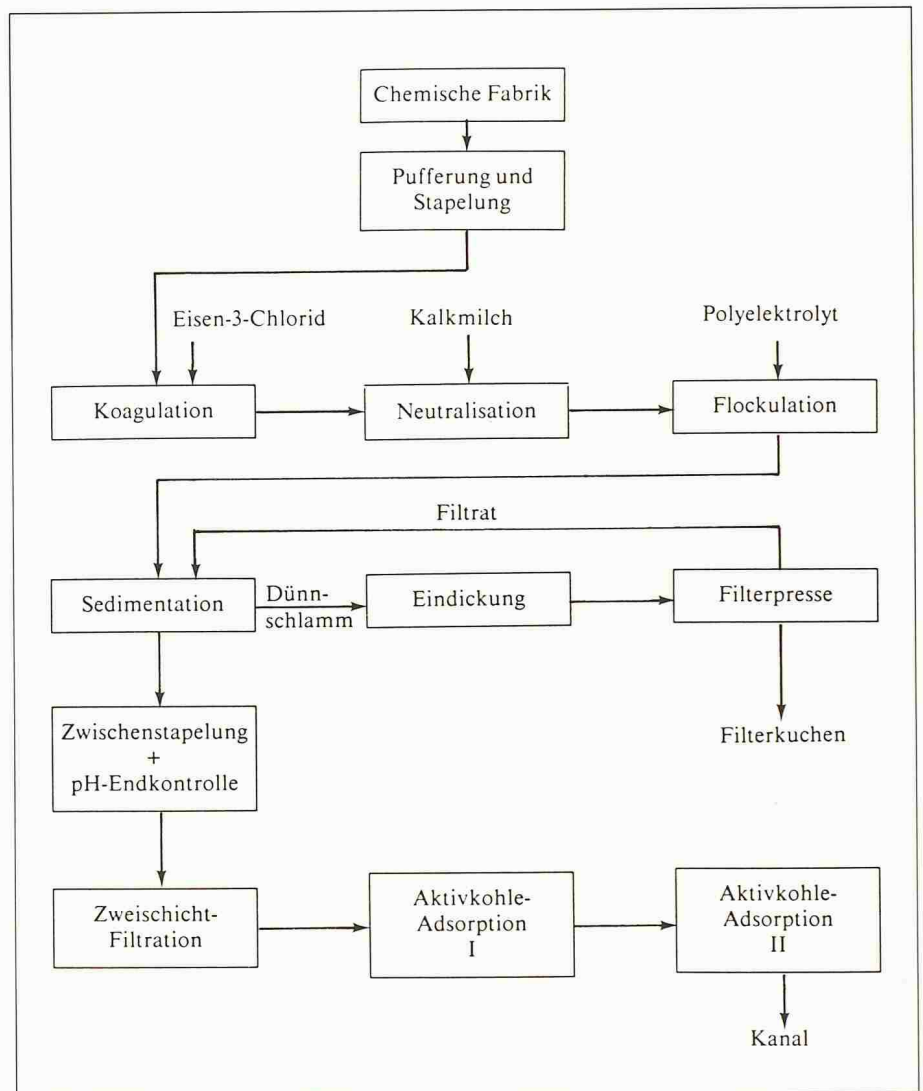 Chemische Fabrik
Pufferung und
Stapelung
Eisen-3-Chlorid
Kalkmilch
Polyelektrolyt
Koagulation
Neutralisation
Flockulation
Filtrat
Sedimentation
Dünn-
schlamm
Eindickung
Filterpresse
Zwischenstapelung
+
pH-Endkontrolle
Filterkuchen
Zweischicht-
Filtration
Aktivkohle-
Adsorption
I
Aktivkohle-
Adsorption
II
Kanal